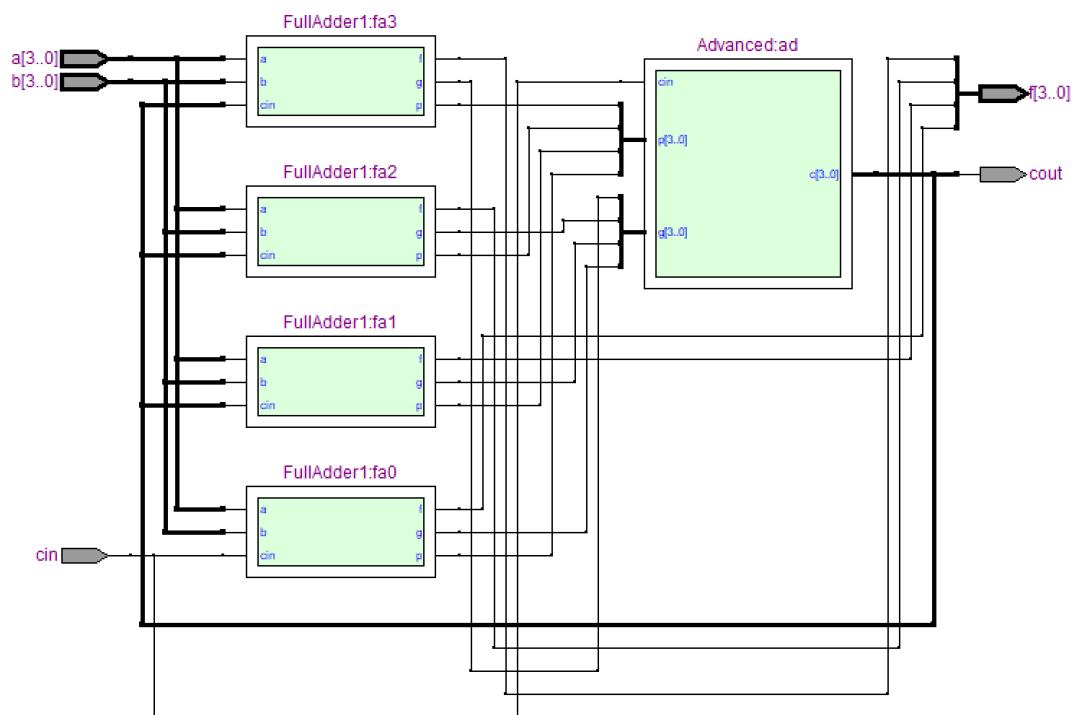 FullAdder1:fa3
a[3..0]
b[3..0]
a
b
cin
f
g
p
Advanced:ad
cin
p[3..0]
g[3..0]
c[3..0]
f[3..0]
cout
FullAdder1:fa2
a
b
cin
f
g
p
FullAdder1:fa1
a
b
cin
f
g
p
FullAdder1:fa0
cin
a
b
cin
f
g
p